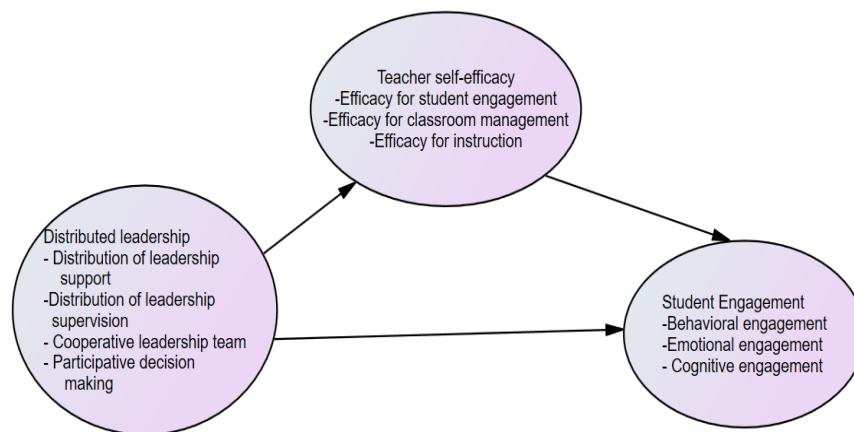 Teacher self-efficacy
-Efficacy for student engagement
-Efficacy for classroom management
-Efficacy for instruction
Distributed leadership
- Distribution of leadership
support
-Distribution of leadership
supervision
- Cooperative leadership team
- Participative decision
making
Student Engagement
-Behavioral engagement
-Emotional engagement
- Cognitive engagement